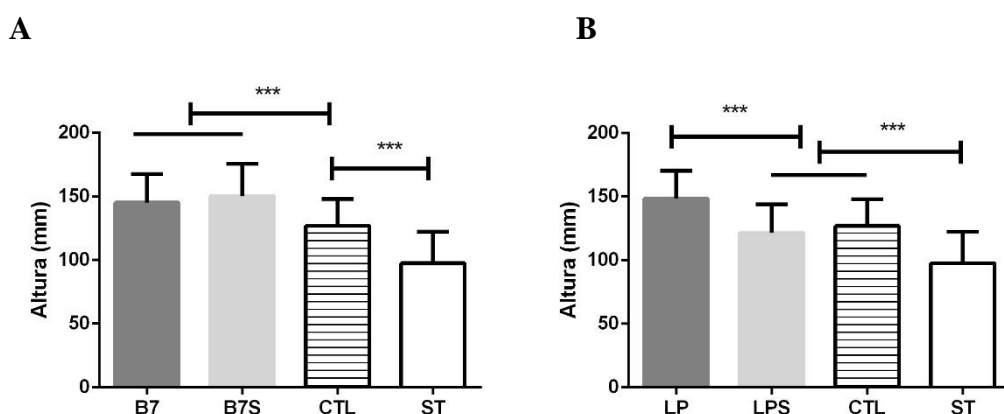 A
B
***
***
200
150
100
50
0
Altura (mm)
B7
B7S
CTL
ST
***
***
200
150
100
50
0
Altura (mm)
LP
LPS
CTL
ST